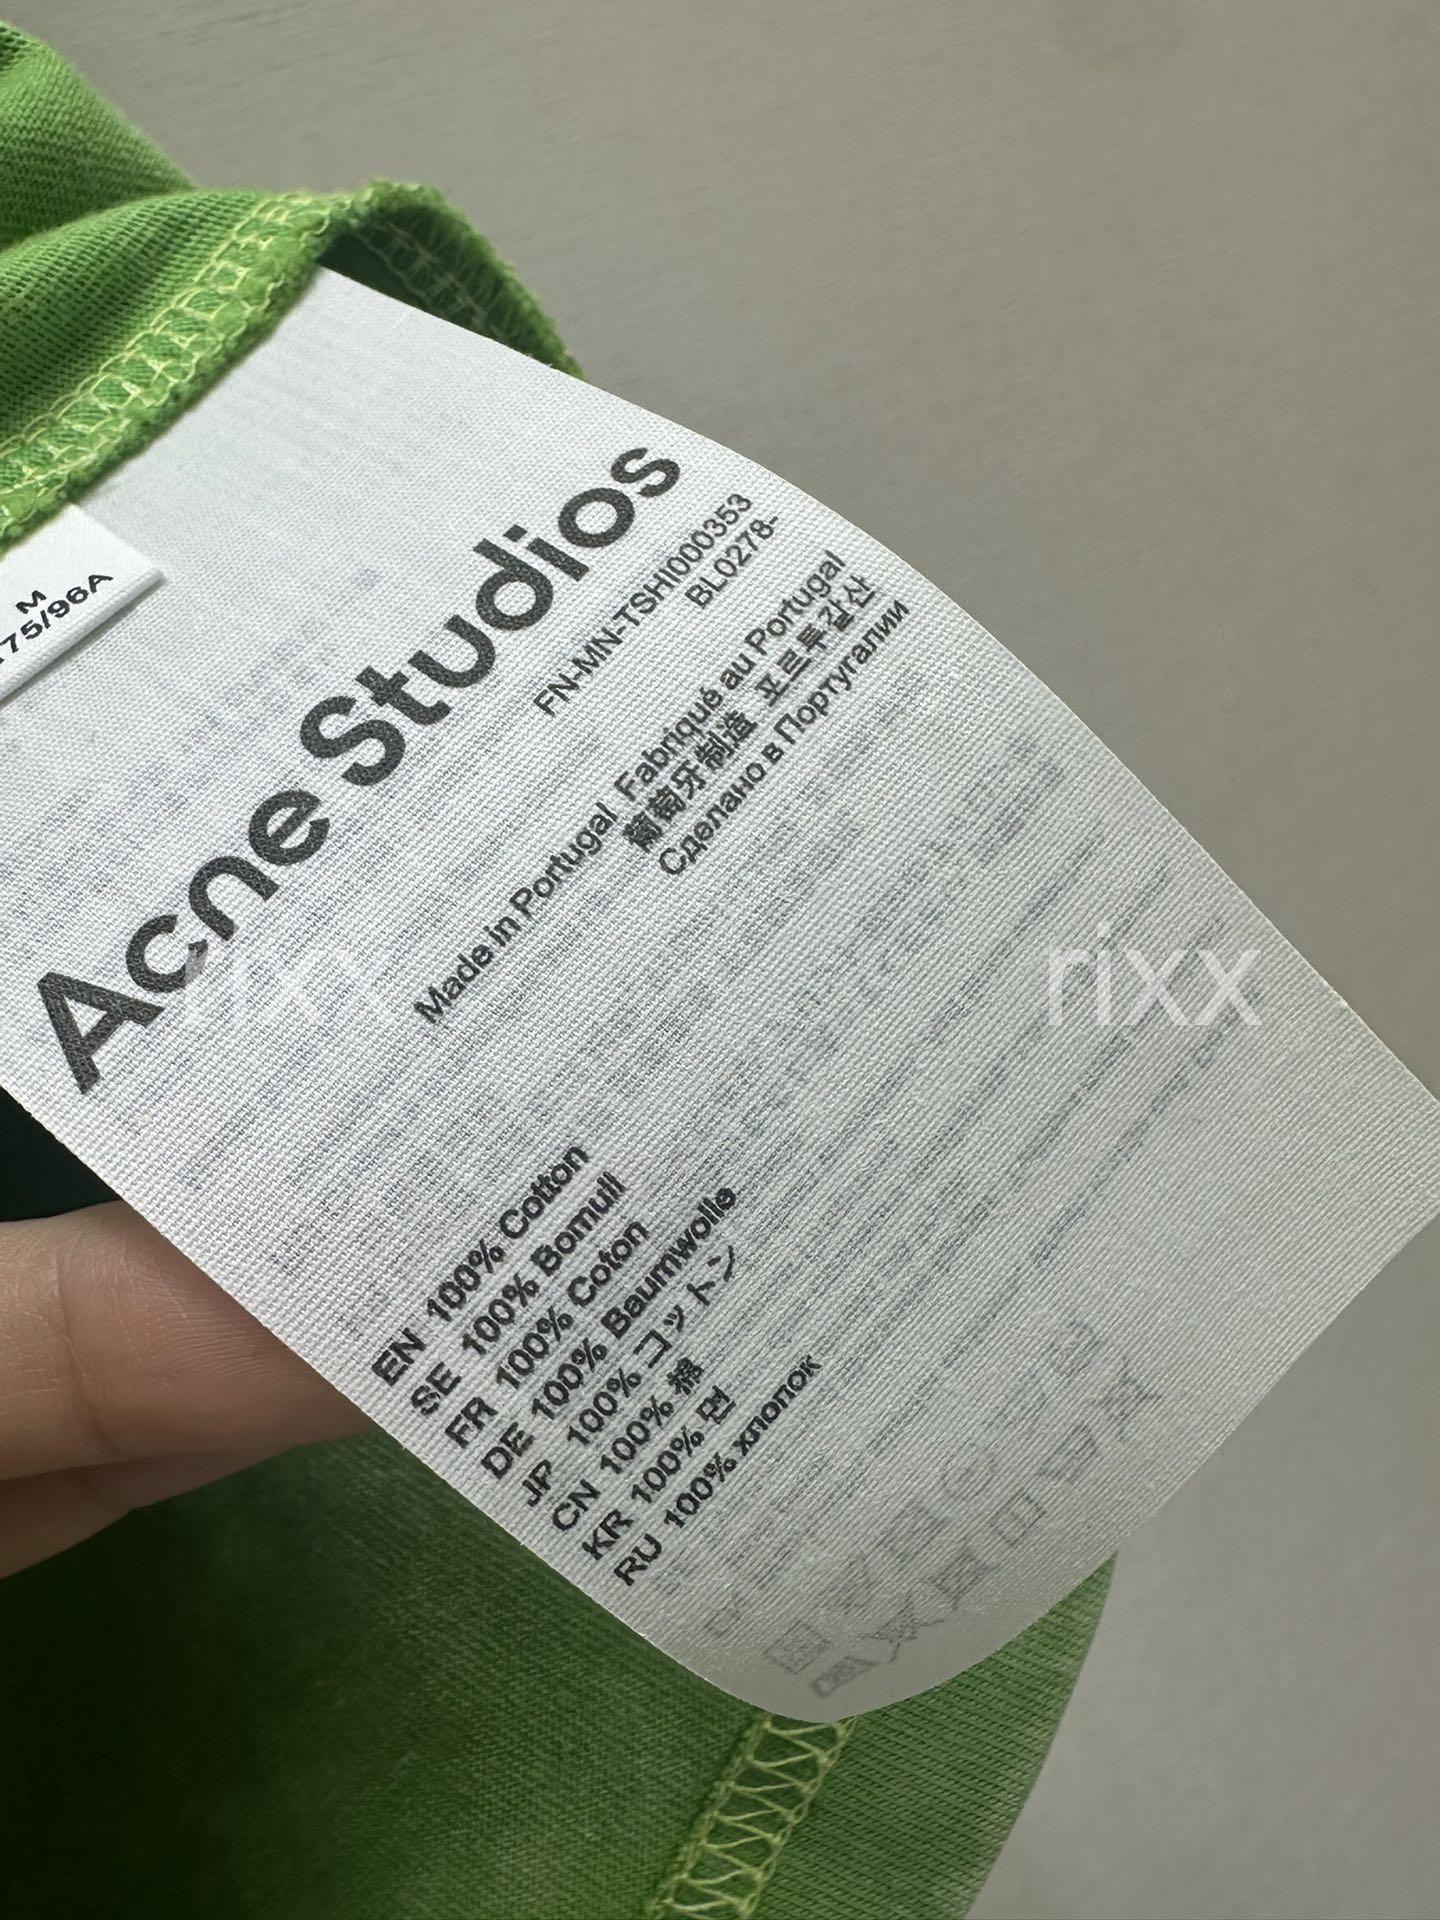 M
175/96A
Acne Studios
FN-MN-TSHI000353
BL0278-
Made in Portugal Fabriqué au Portugal
葡萄牙制造 포르투갈산
Сделано в Португалии
EN 100% Cotton
SE 100% Bomull
FR 100% Coton
DE 100% Baumwolle
JP 100% コットン
CN 100% 棉
KR 100% 면
RU 100% хлопок
rixx
rixx